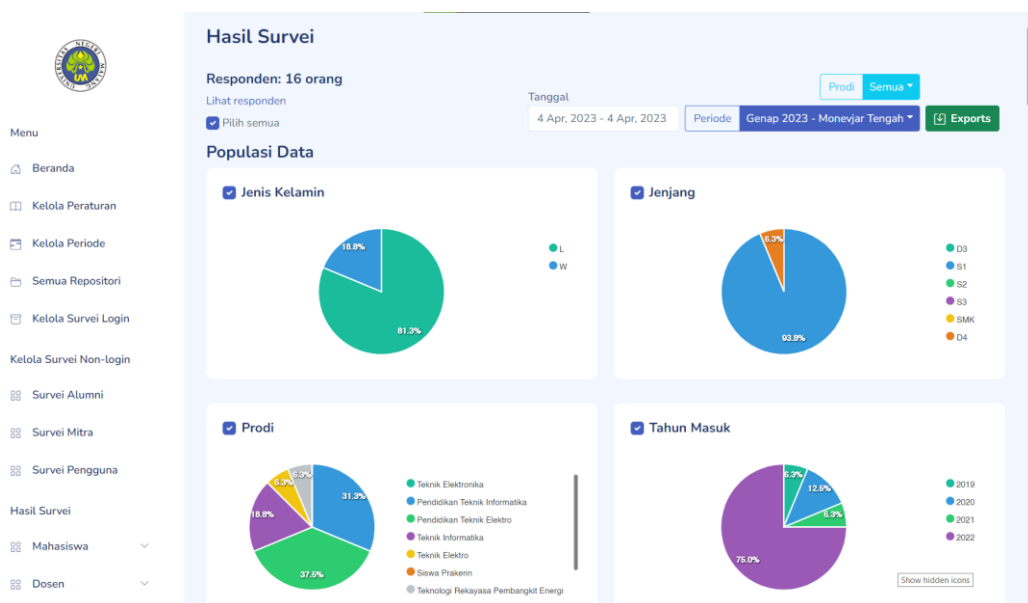 UNIVERSITAS NEGERI MALANG
UM
Menu
Beranda
Kelola Peraturan
Kelola Periode
Semua Repositori
Kelola Survei Login
Kelola Survei Non-login
Survei Alumni
Survei Mitra
Survei Pengguna
Hasil Survei
Mahasiswa
Dosen
Hasil Survei
Responden: 16 orang
Lihat responden
Pilih semua
Tanggal
4 Apr, 2023 - 4 Apr, 2023
Prodi Semua
Periode Genap 2023 - Monevjar Tengah
Exports
Populasi Data
Jenis Kelamin
18.8%
81.3%
L
W
Jenjang
6.3%
93.8%
D3
S1
S2
S3
SMK
D4
Prodi
6.3%
6.3%
31.3%
18.8%
37.5%
Teknik Elektronika
Pendidikan Teknik Informatika
Pendidikan Teknik Elektro
Teknik Informatika
Teknik Elektro
Siswa Prakerin
Teknologi Rekayasa Pembangkit Energi
Tahun Masuk
6.3%
12.5%
6.3%
75.0%
2019
2020
2021
2022
Show hidden icons